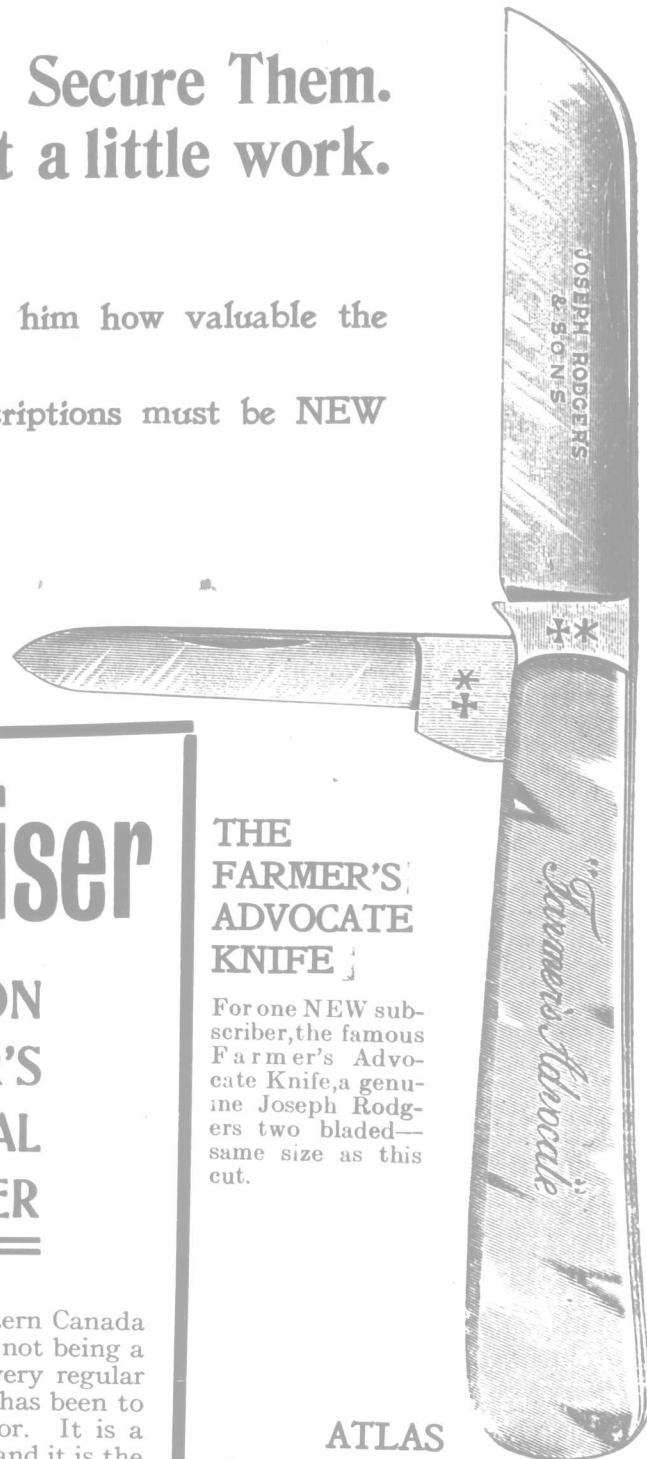 Secure Them.
a little work.
him how valuable the
must be NEW
JOSEPH RODGERS
& SONS
THE
FARMER'S
ADVOCATE
KNIFE
For one NEW sub-
scriber, the famous
Farmer's Advo-
cate Knife, a genu-
ine Joseph Rodg-
ers two bladed—
same size as this
cut.
"Farmer's Advocate"
iser
ON
R'S
AL
ER
tern Canada
not being a
very regular
has been to
or. It is a
and it is the
ATLAS